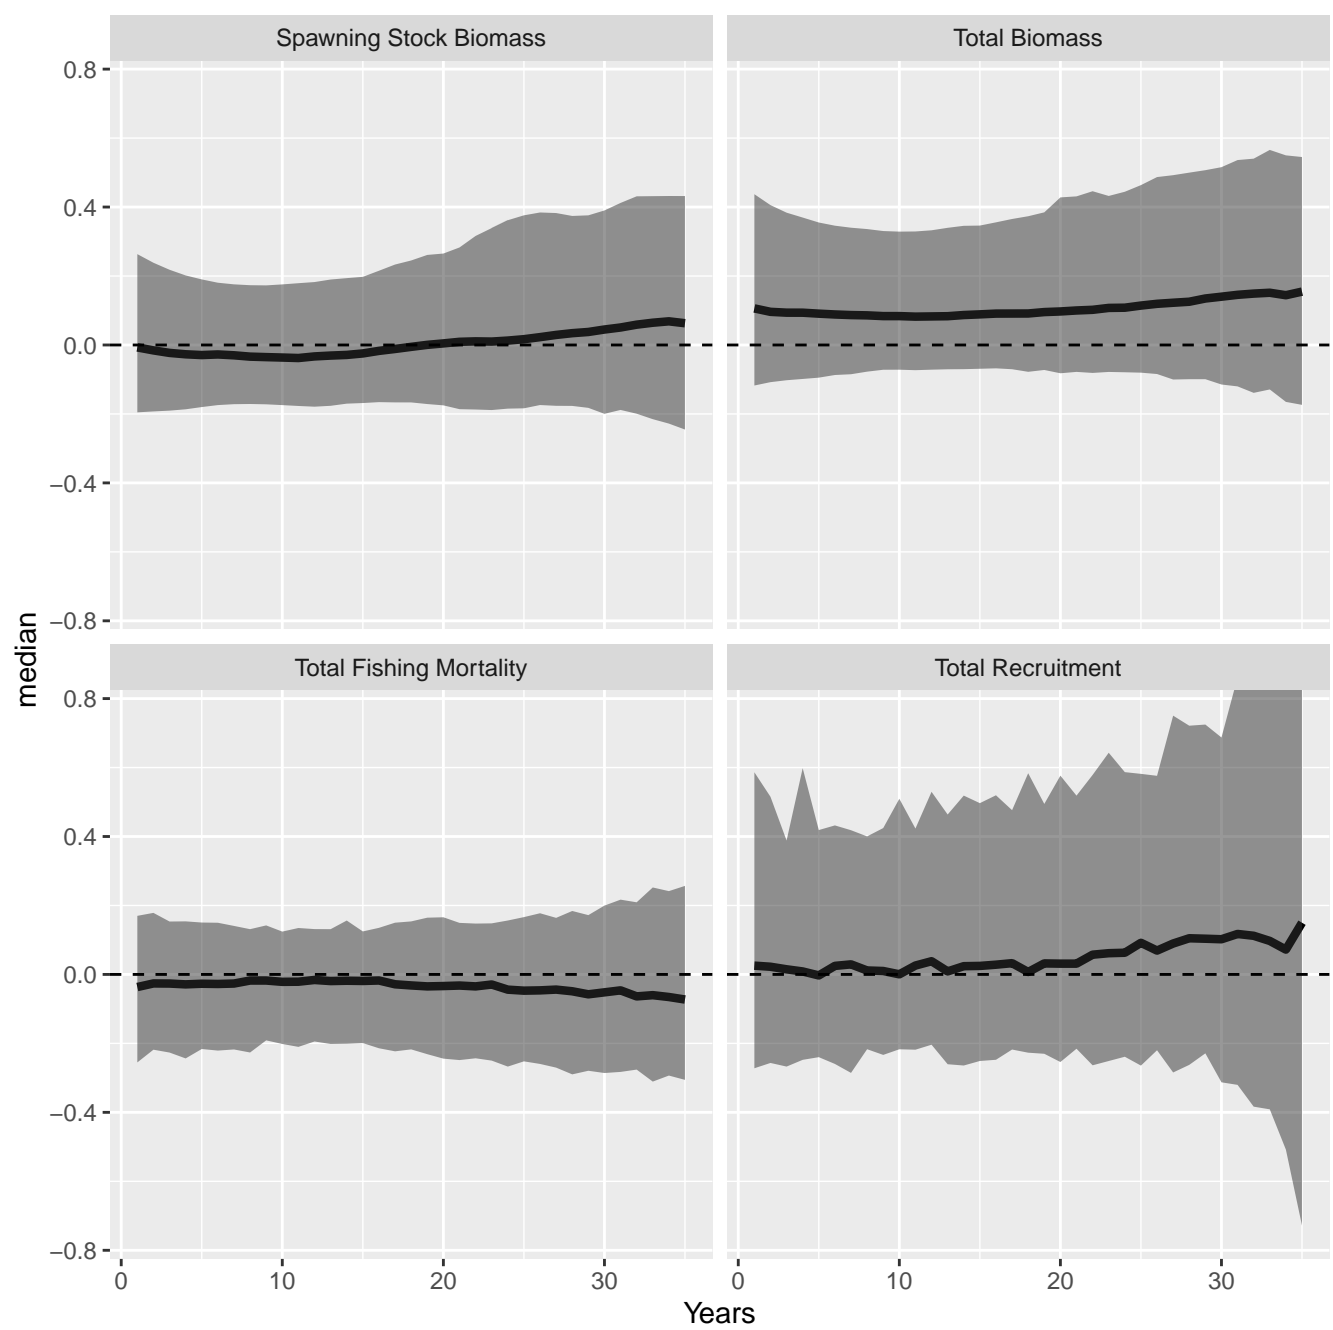 Spawning Stock Biomass
Total Biomass
0.8
0.4
0.0
−0.4
−0.8
Total Fishing Mortality
Total Recruitment
0.8
0.4
0.0
−0.4
−0.8
0 10 20 30
0 10 20 30
median
Years